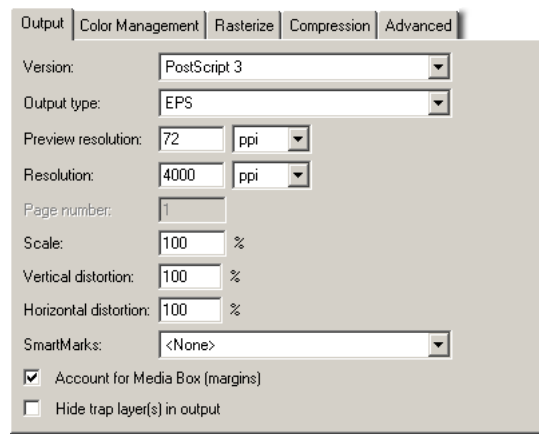 Output Color Management Rasterize Compression Advanced
Version: PostScript 3
Output type: EPS
Preview resolution: 72 ppi
Resolution: 4000 ppi
Page number: 1
Scale: 100 %
Vertical distortion: 100 %
Horizontal distortion: 100 %
SmartMarks: <None>
Account for Media Box (margins)
Hide trap layer(s) in output